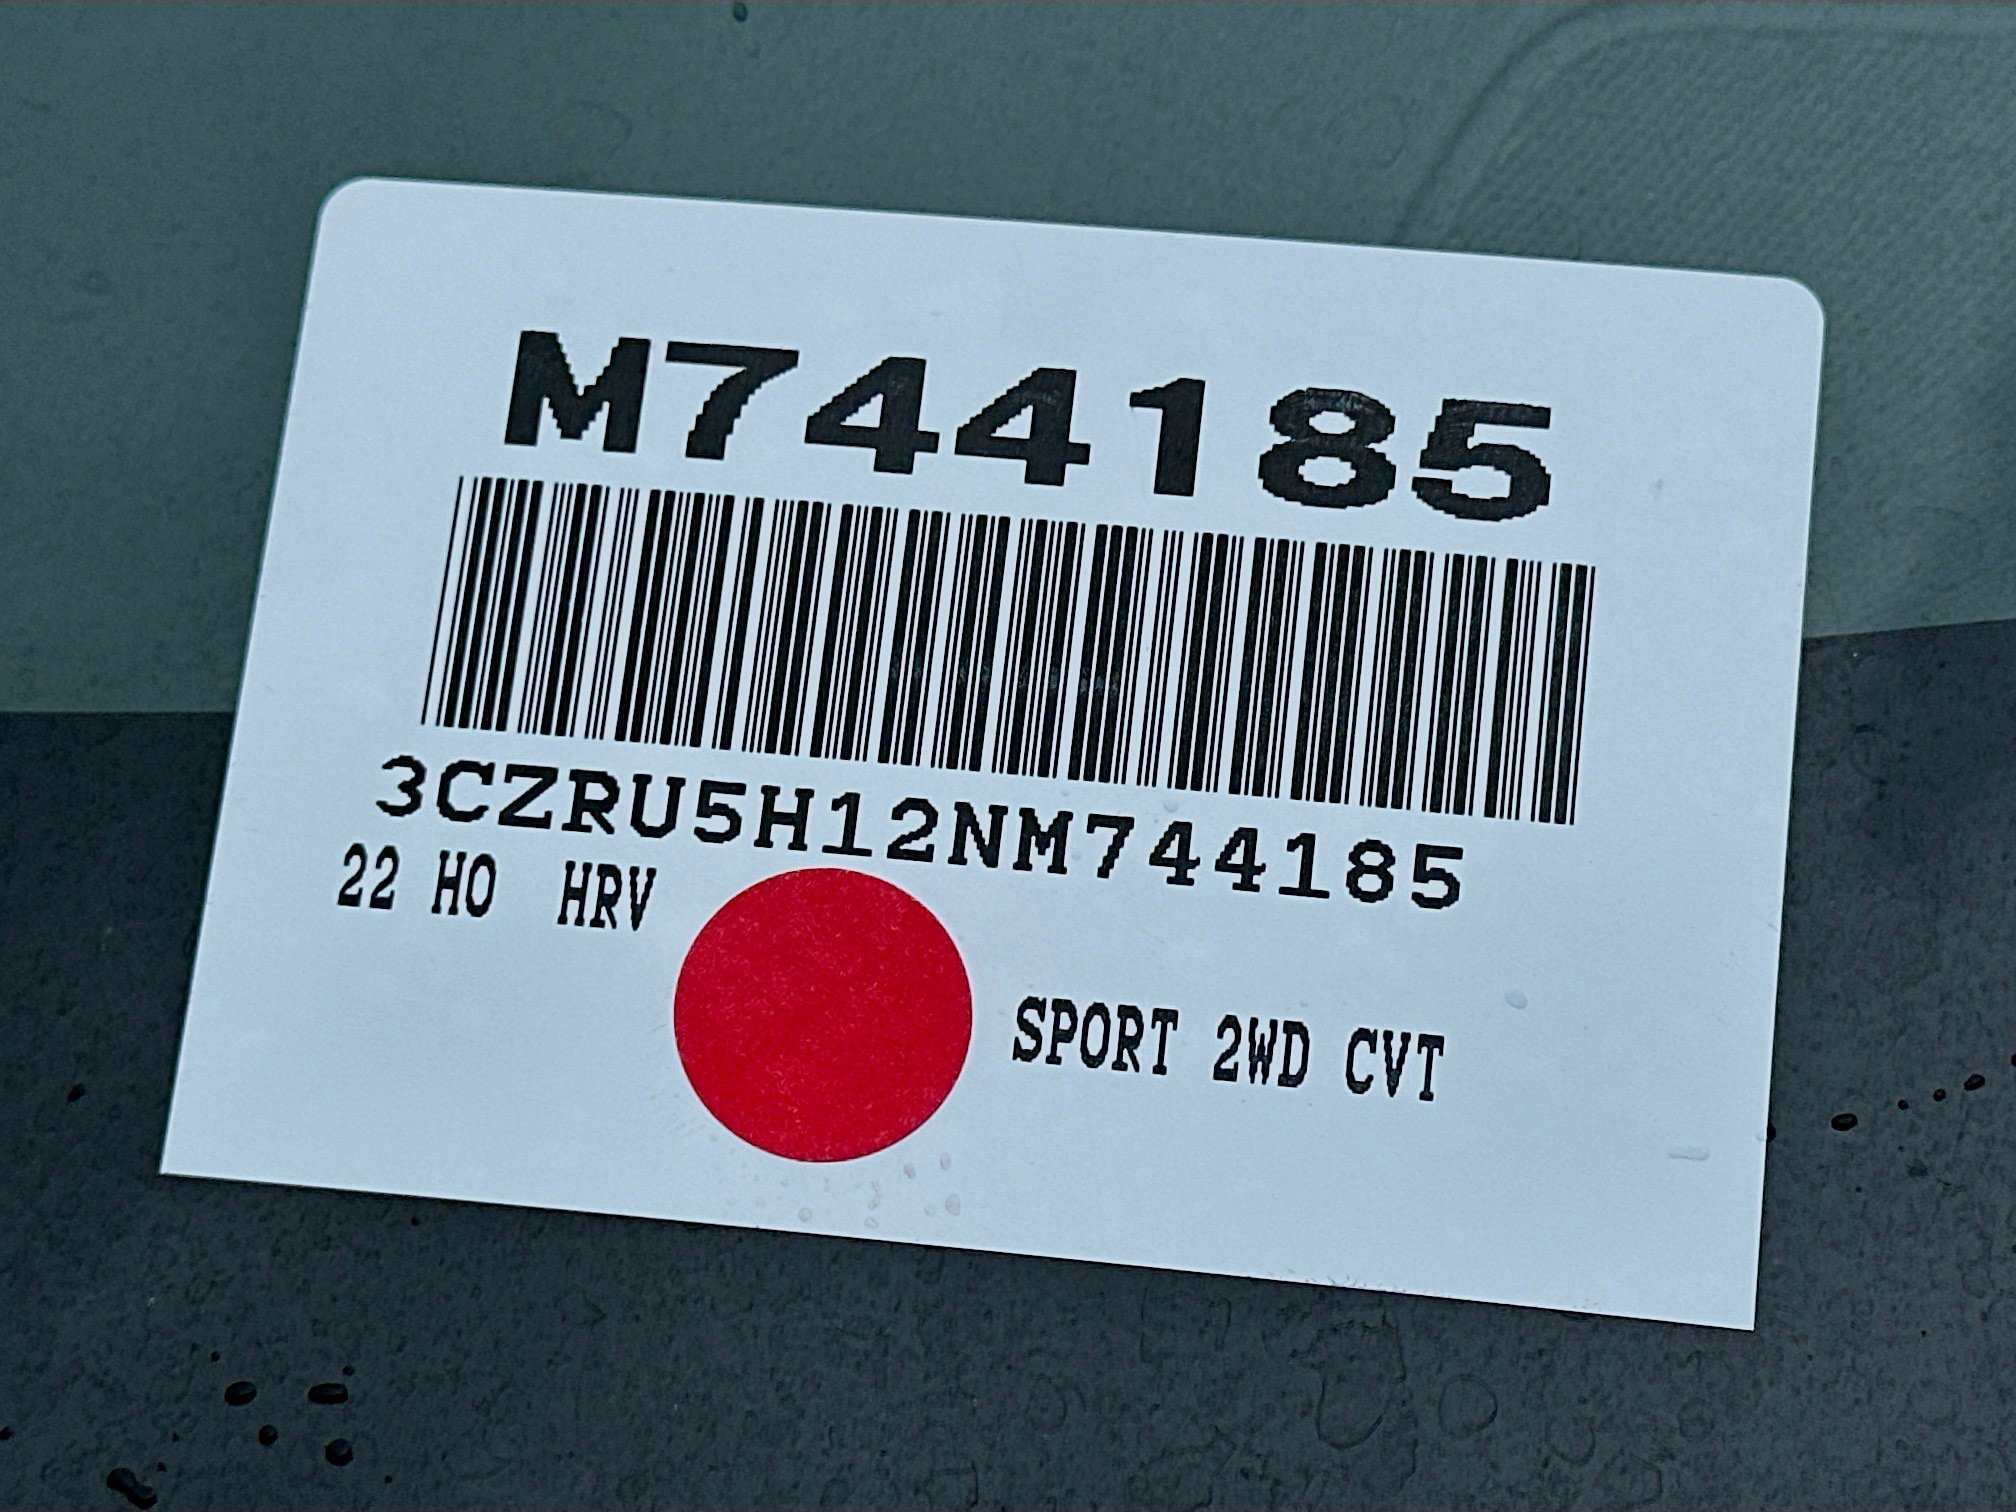 M744185
3CZRU5H12NM744185
22 HO HRV
SPORT 2WD CVT